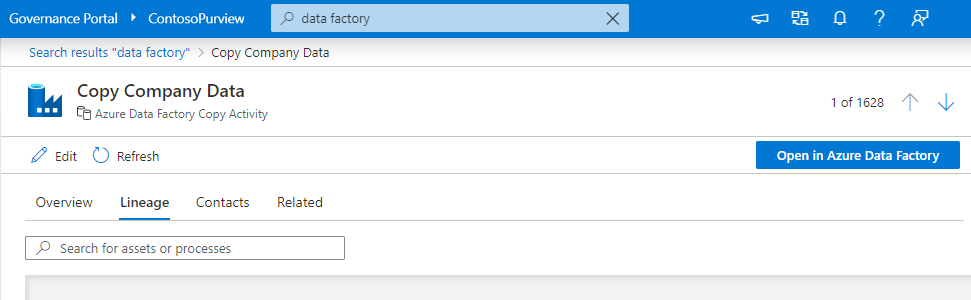 Governance Portal ContosoPurview data factory
Search results "data factory" > Copy Company Data
Copy Company Data
Azure Data Factory Copy Activity
1 of 1628
Edit Refresh Open in Azure Data Factory
Overview Lineage Contacts Related
Search for assets or processes